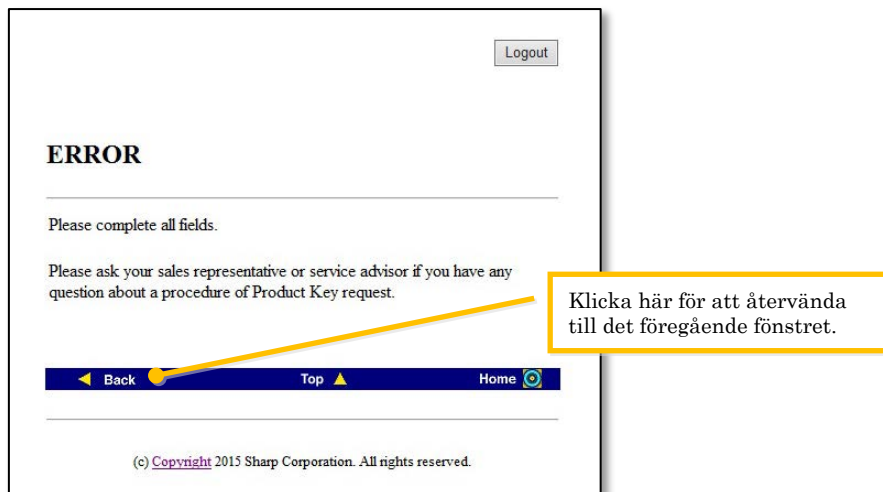 Logout
ERROR
Please complete all fields.
Please ask your sales representative or service advisor if you have any
question about a procedure of Product Key request.
Klicka här för att återvända
till det föregående fönstret.
Back Top Home
(c) Copyright 2015 Sharp Corporation. All rights reserved.